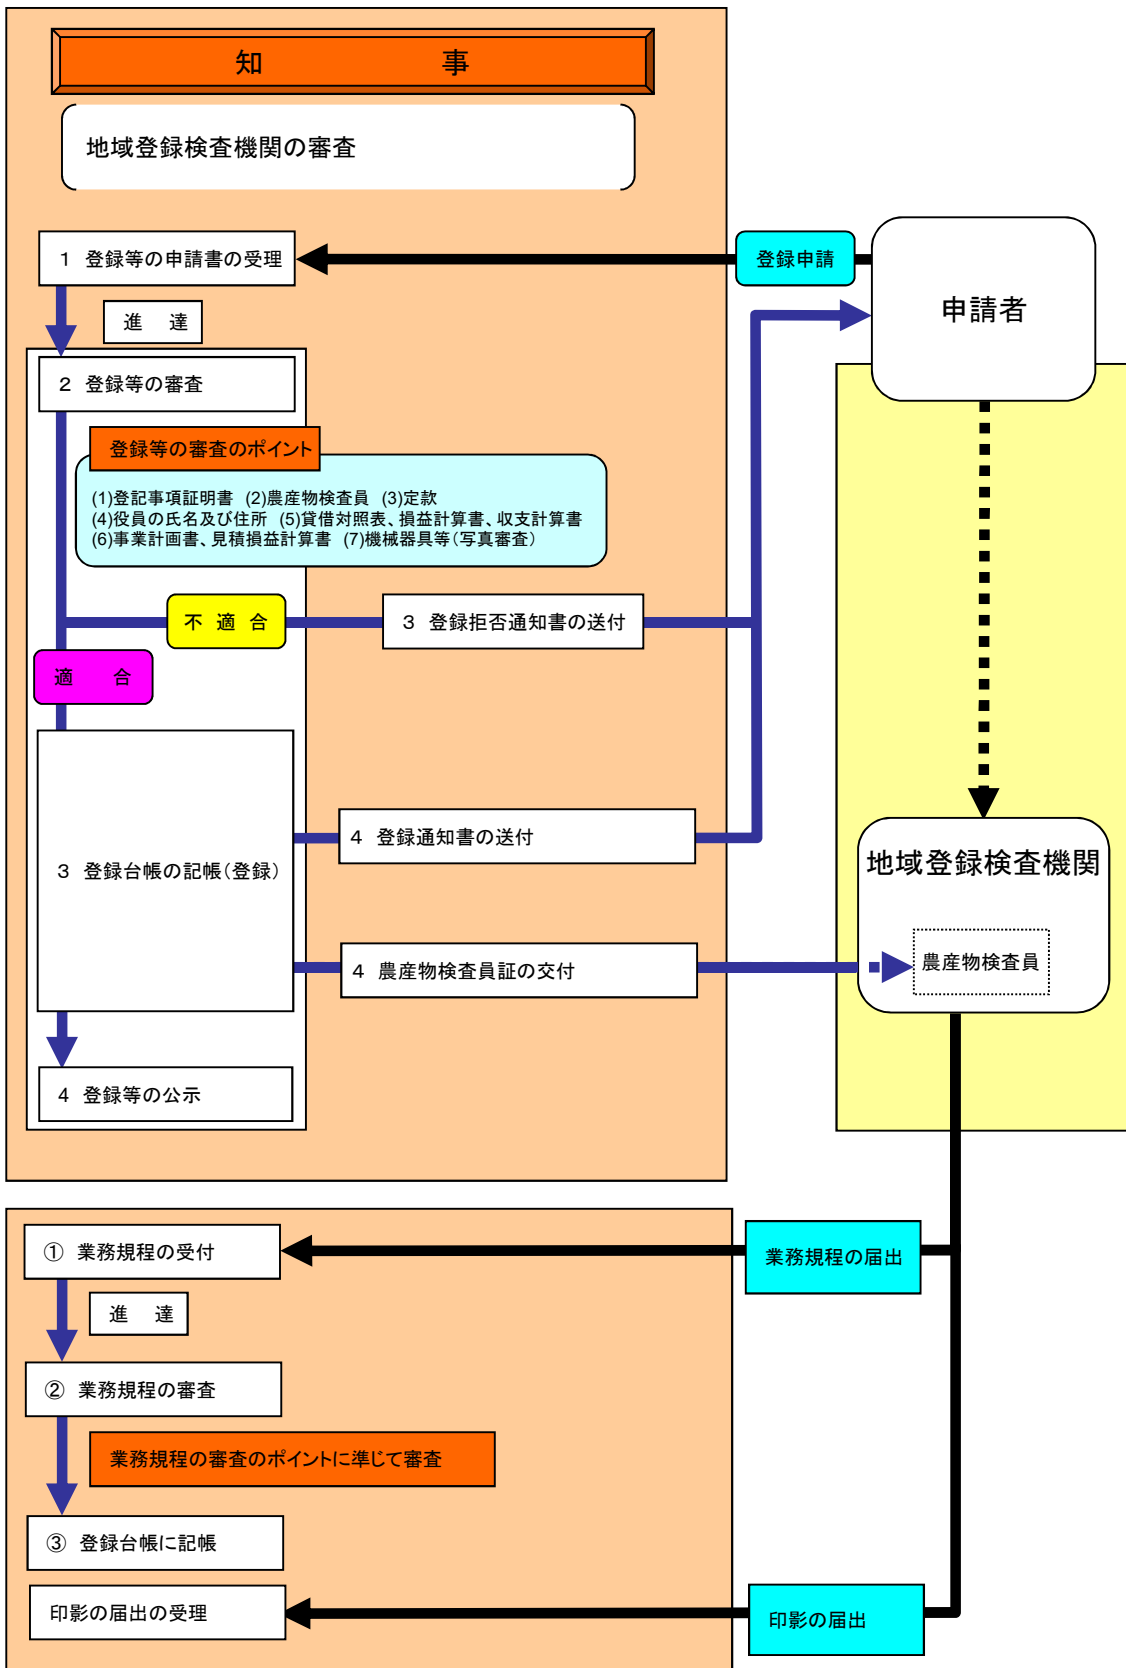 知　　　事
地域登録検査機関の審査
1 登録等の申請書の受理
登録申請
申請者
進 達
2 登録等の審査
登録等の審査のポイント
(1)登記事項証明書 (2)農産物検査員 (3)定款
(4)役員の氏名及び住所 (5)貸借対照表、損益計算書、収支計算書
(6)事業計画書、見積損益計算書 (7)機械器具等(写真審査)
不 適 合
3 登録拒否通知書の送付
適 合
3 登録台帳の記帳(登録)
4 登録通知書の送付
地域登録検査機関
4 農産物検査員証の交付
農産物検査員
4 登録等の公示
① 業務規程の受付
業務規程の届出
進 達
② 業務規程の審査
業務規程の審査のポイントに準じて審査
③ 登録台帳に記帳
印影の届出の受理
印影の届出